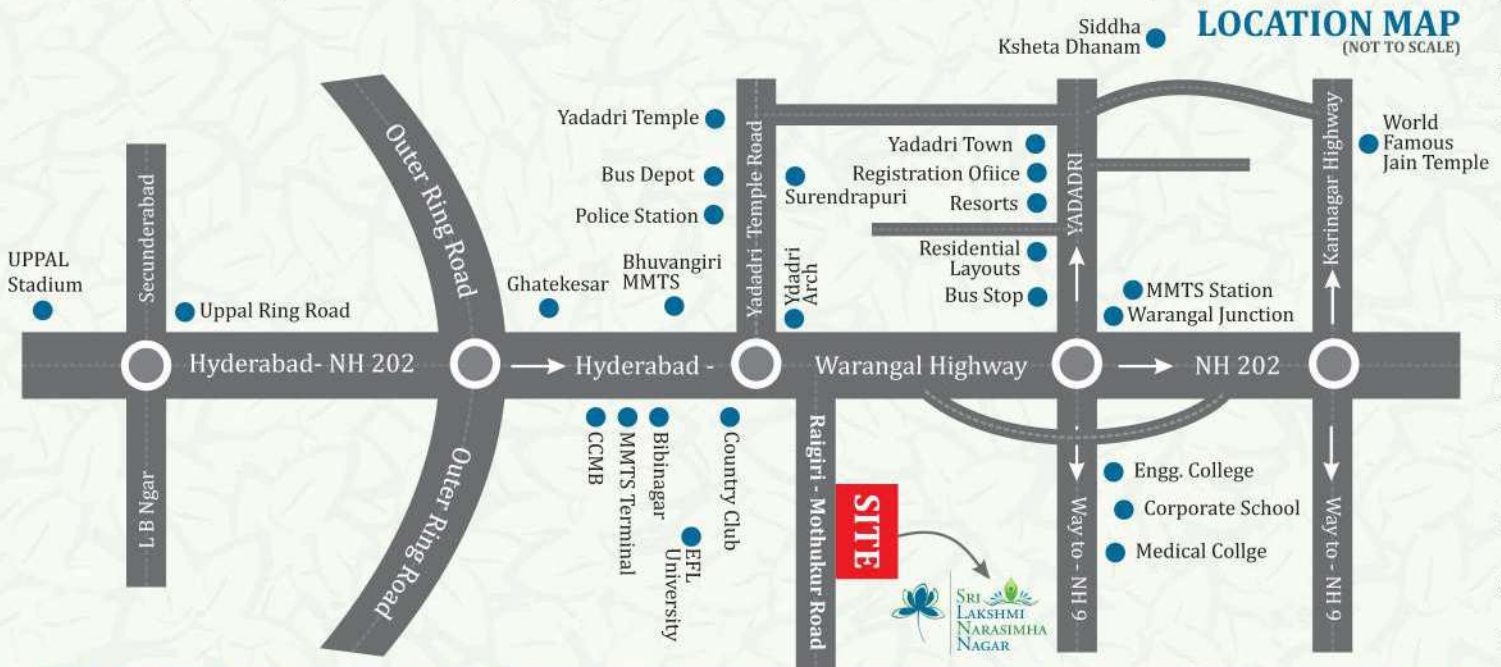 LOCATION MAP
(NOT TO SCALE)
Siddha
Ksheta Dhanam
World
Famous
Jain Temple
Karinagar Highway
Yadadri Temple
Bus Depot
Police Station
Yadadri Temple Road
Surendrapuri
Yadadri Town
Registration Ofiice
Resorts
Residential
Layouts
Bus Stop
YADADRI
MMTS Station
Warangal Junction
Outer Ring Road
Secunderabad
UPPAL
Stadium
Uppal Ring Road
Ghatekesar
Bhuvangiri
MMTS
Ydadri
Arch
Hyderabad- NH 202
Hyderabad -
Warangal Highway
NH 202
L B Ngar
Outer Ring Road
CCMB
MMTS Terminal
Bibinagar
EFL
University
Country Club
Raigiri - Mothukur Road
SITE
SRI
LAKSHMI
NARASIMHA
NAGAR
Way to - NH 9
Engg. College
Corporate School
Medical Collge
Way to - NH 9